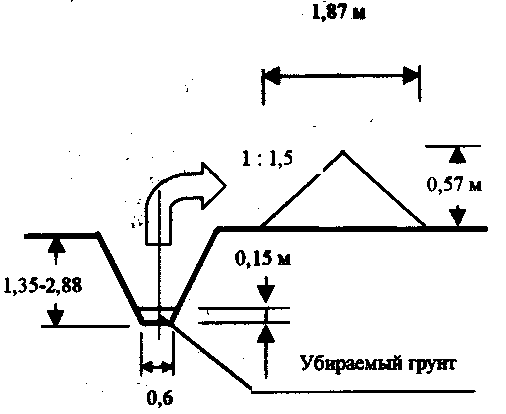 1,87 м
1 : 1,5
0,57 м
0,15 м
1,35-2,88
Убираемый грунт
0,6